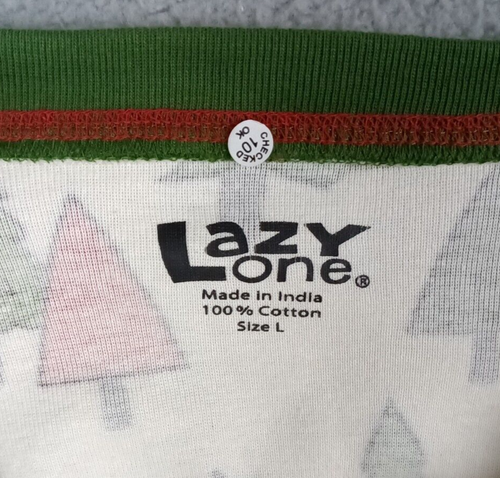 CHECKED
10
OK
Lazy
One®
Made in India
100% Cotton
Size L